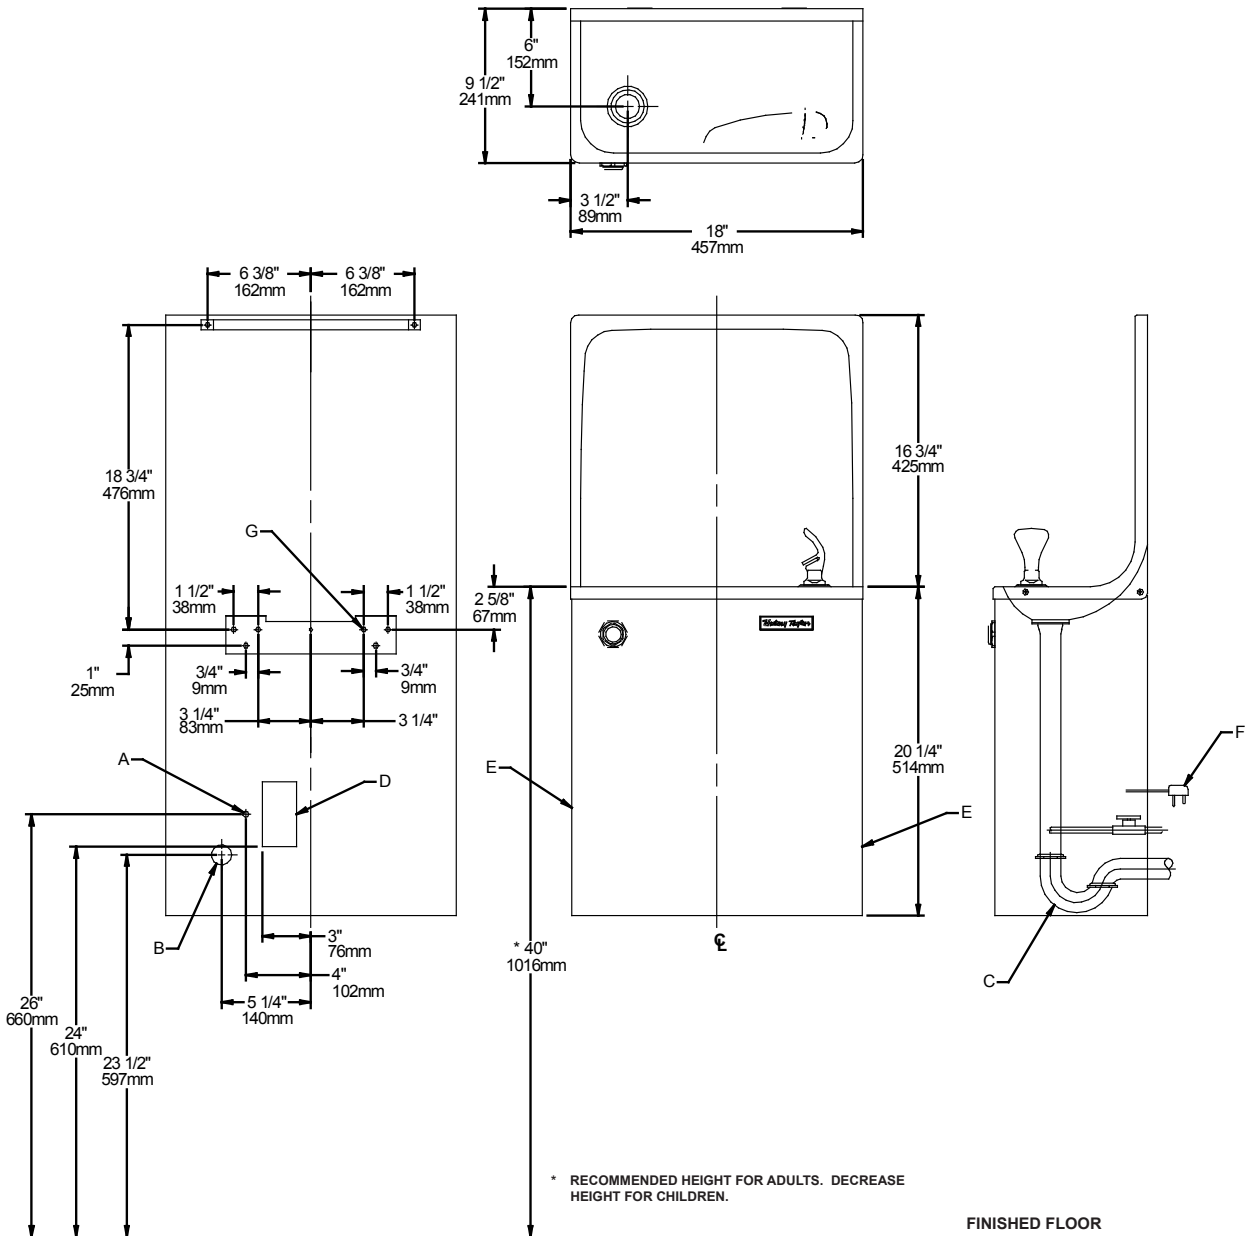 6"
152mm
9 1/2"
241mm
3 1/2"
89mm
18"
457mm
6 3/8"
162mm
6 3/8"
162mm
18 3/4"
476mm
G
1 1/2"
38mm
1 1/2"
38mm
2 5/8"
67mm
16 3/4"
425mm
Halsey Taylor
1"
25mm
3/4"
9mm
3/4"
9mm
3 1/4"
83mm
3 1/4"
A
D
E
20 1/4"
514mm
F
E
B
3"
76mm
4"
102mm
5 1/4"
140mm
* 40"
1016mm
℄
C
26"
660mm
24"
610mm
23 1/2"
597mm
* RECOMMENDED HEIGHT FOR ADULTS. DECREASE
HEIGHT FOR CHILDREN.
FINISHED FLOOR